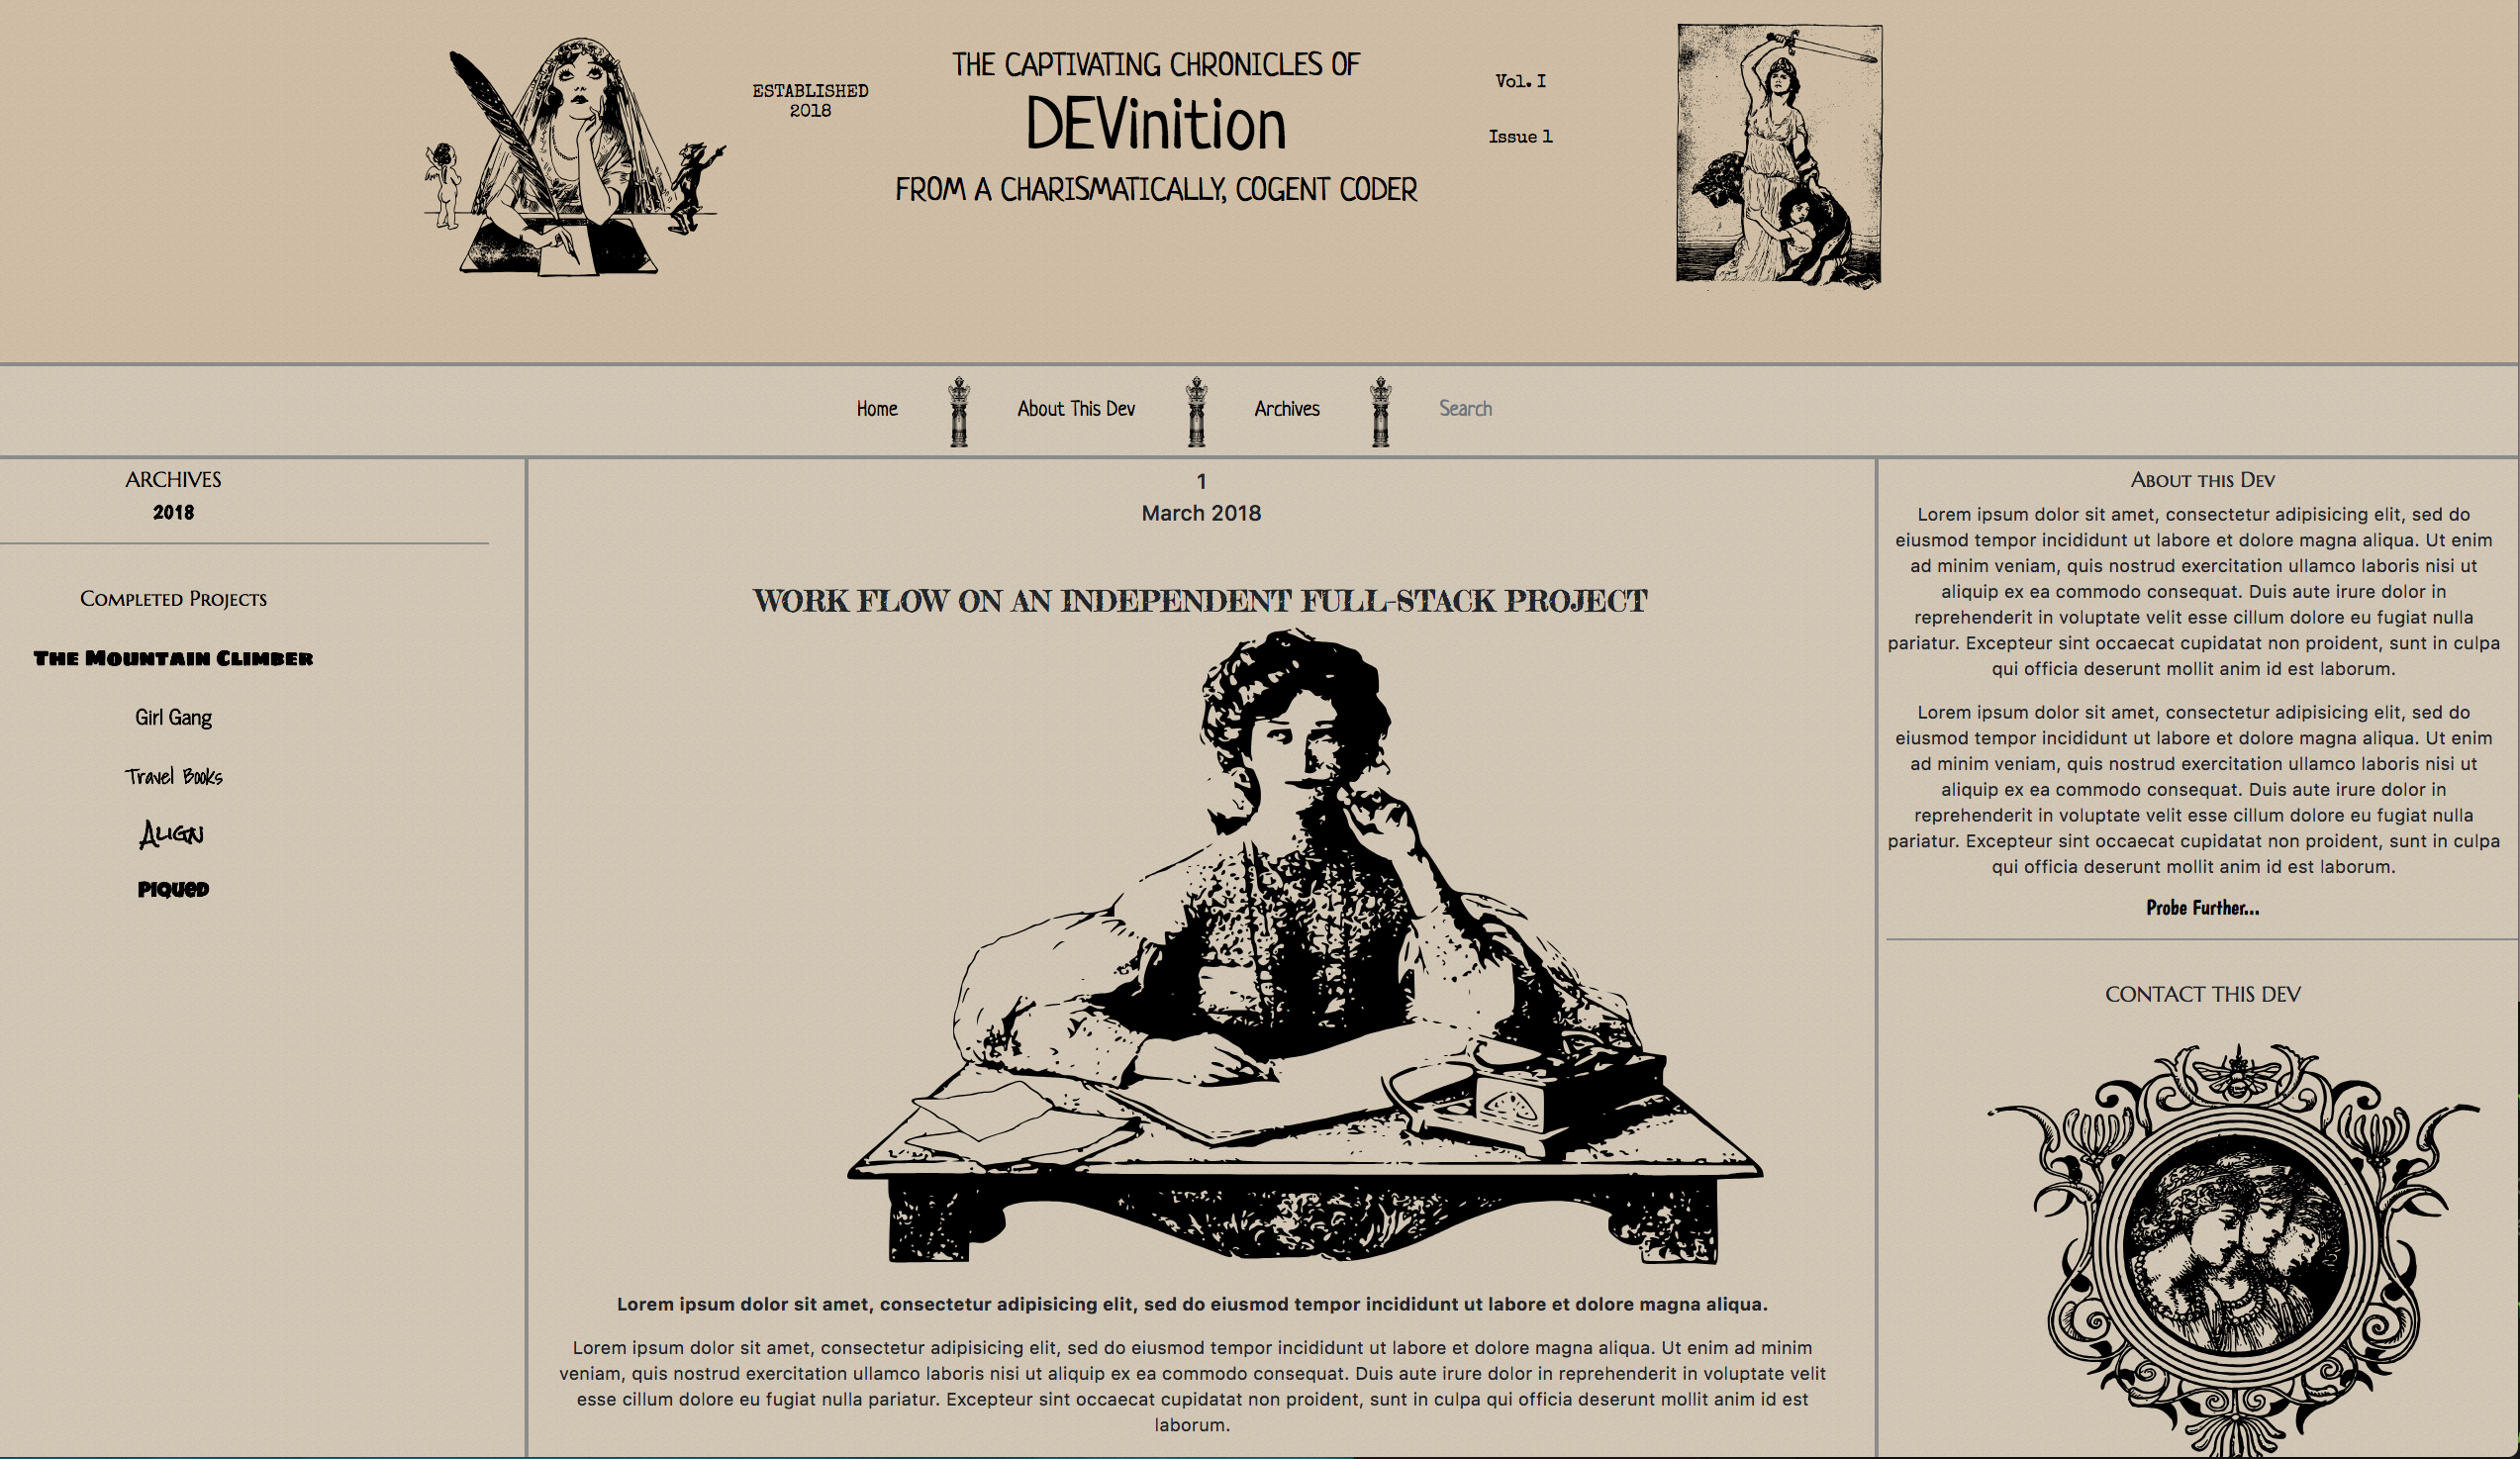 THE CAPTIVATING CHRONICLES OF
ESTABLISHED
2018
DEVinition
Vol. I
Issue 1
FROM A CHARISMATICALLY, COGENT CODER
Home
About This Dev
Archives
Search
ARCHIVES
2018
Completed Projects
The Mountain Climber
Girl Gang
Travel Books
Align
Piqued
1
March 2018
WORK FLOW ON AN INDEPENDENT FULL-STACK PROJECT
Lorem ipsum dolor sit amet, consectetur adipisicing elit, sed do eiusmod tempor incididunt ut labore et dolore magna aliqua.
Lorem ipsum dolor sit amet, consectetur adipisicing elit, sed do eiusmod tempor incididunt ut labore et dolore magna aliqua. Ut enim ad minim
veniam, quis nostrud exercitation ullamco laboris nisi ut aliquip ex ea commodo consequat. Duis aute irure dolor in reprehenderit in voluptate velit
esse cillum dolore eu fugiat nulla pariatur. Excepteur sint occaecat cupidatat non proident, sunt in culpa qui officia deserunt mollit anim id est
laborum.
About this Dev
Lorem ipsum dolor sit amet, consectetur adipisicing elit, sed do
eiusmod tempor incididunt ut labore et dolore magna aliqua. Ut enim
ad minim veniam, quis nostrud exercitation ullamco laboris nisi ut
aliquip ex ea commodo consequat. Duis aute irure dolor in
reprehenderit in voluptate velit esse cillum dolore eu fugiat nulla
pariatur. Excepteur sint occaecat cupidatat non proident, sunt in culpa
qui officia deserunt mollit anim id est laborum.
Lorem ipsum dolor sit amet, consectetur adipisicing elit, sed do
eiusmod tempor incididunt ut labore et dolore magna aliqua. Ut enim
ad minim veniam, quis nostrud exercitation ullamco laboris nisi ut
aliquip ex ea commodo consequat. Duis aute irure dolor in
reprehenderit in voluptate velit esse cillum dolore eu fugiat nulla
pariatur. Excepteur sint occaecat cupidatat non proident, sunt in culpa
qui officia deserunt mollit anim id est laborum.
Probe Further...
CONTACT THIS DEV